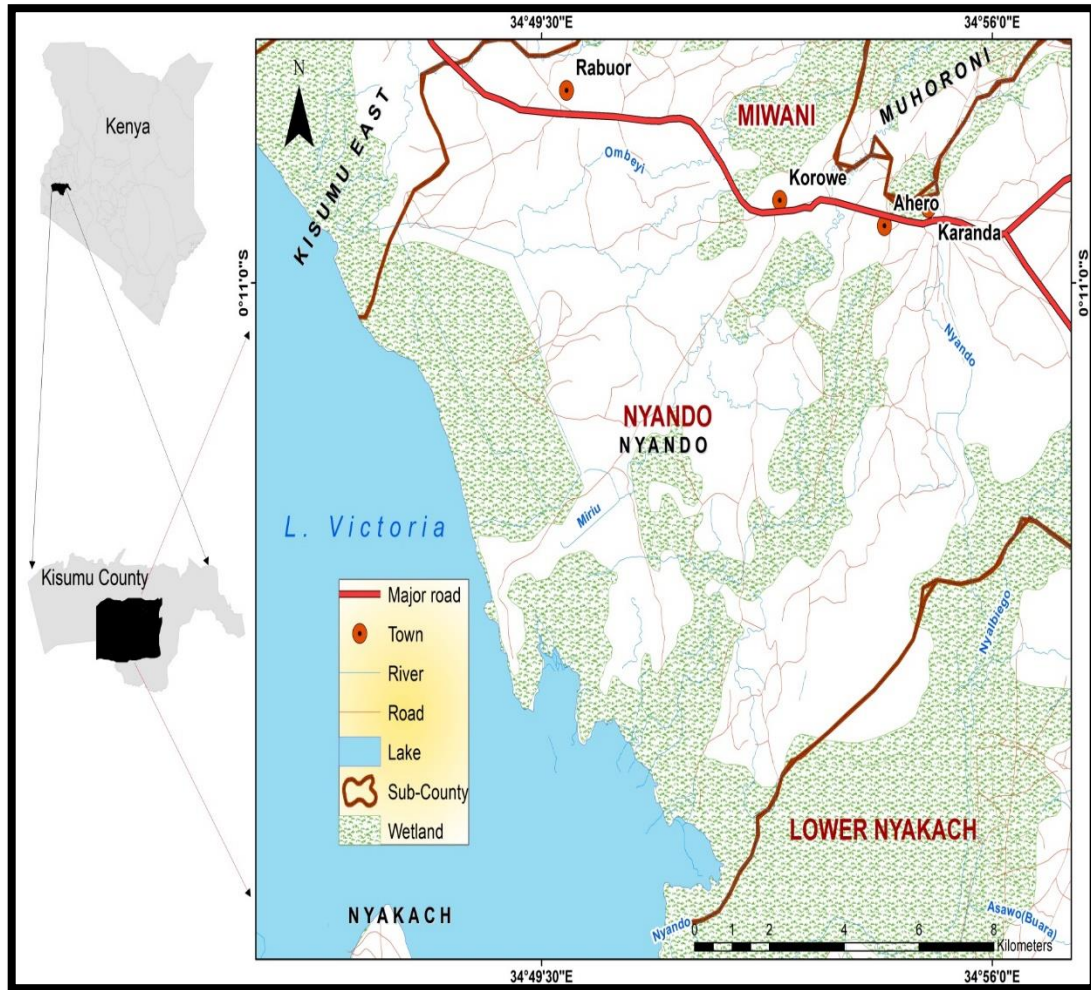 34°49'30"E
34°56'0"E
Kenya
N
KISUMU EAST
Rabuor
MIWANI
MUHORONI
Ombeyi
Korowe
Ahero
Karanda
0°11'0"S
0°11'0"S
Nyando
NYANDO
NYANDO
Miriu
L. Victoria
Kisumu County
Major road
Town
River
Road
Lake
Sub-County
Wetland
Nyalbiego
LOWER NYAKACH
NYAKACH
Nyando
Asawo(Buara)
0 1 2 4 6 8
Kilometers
34°49'30"E
34°56'0"E